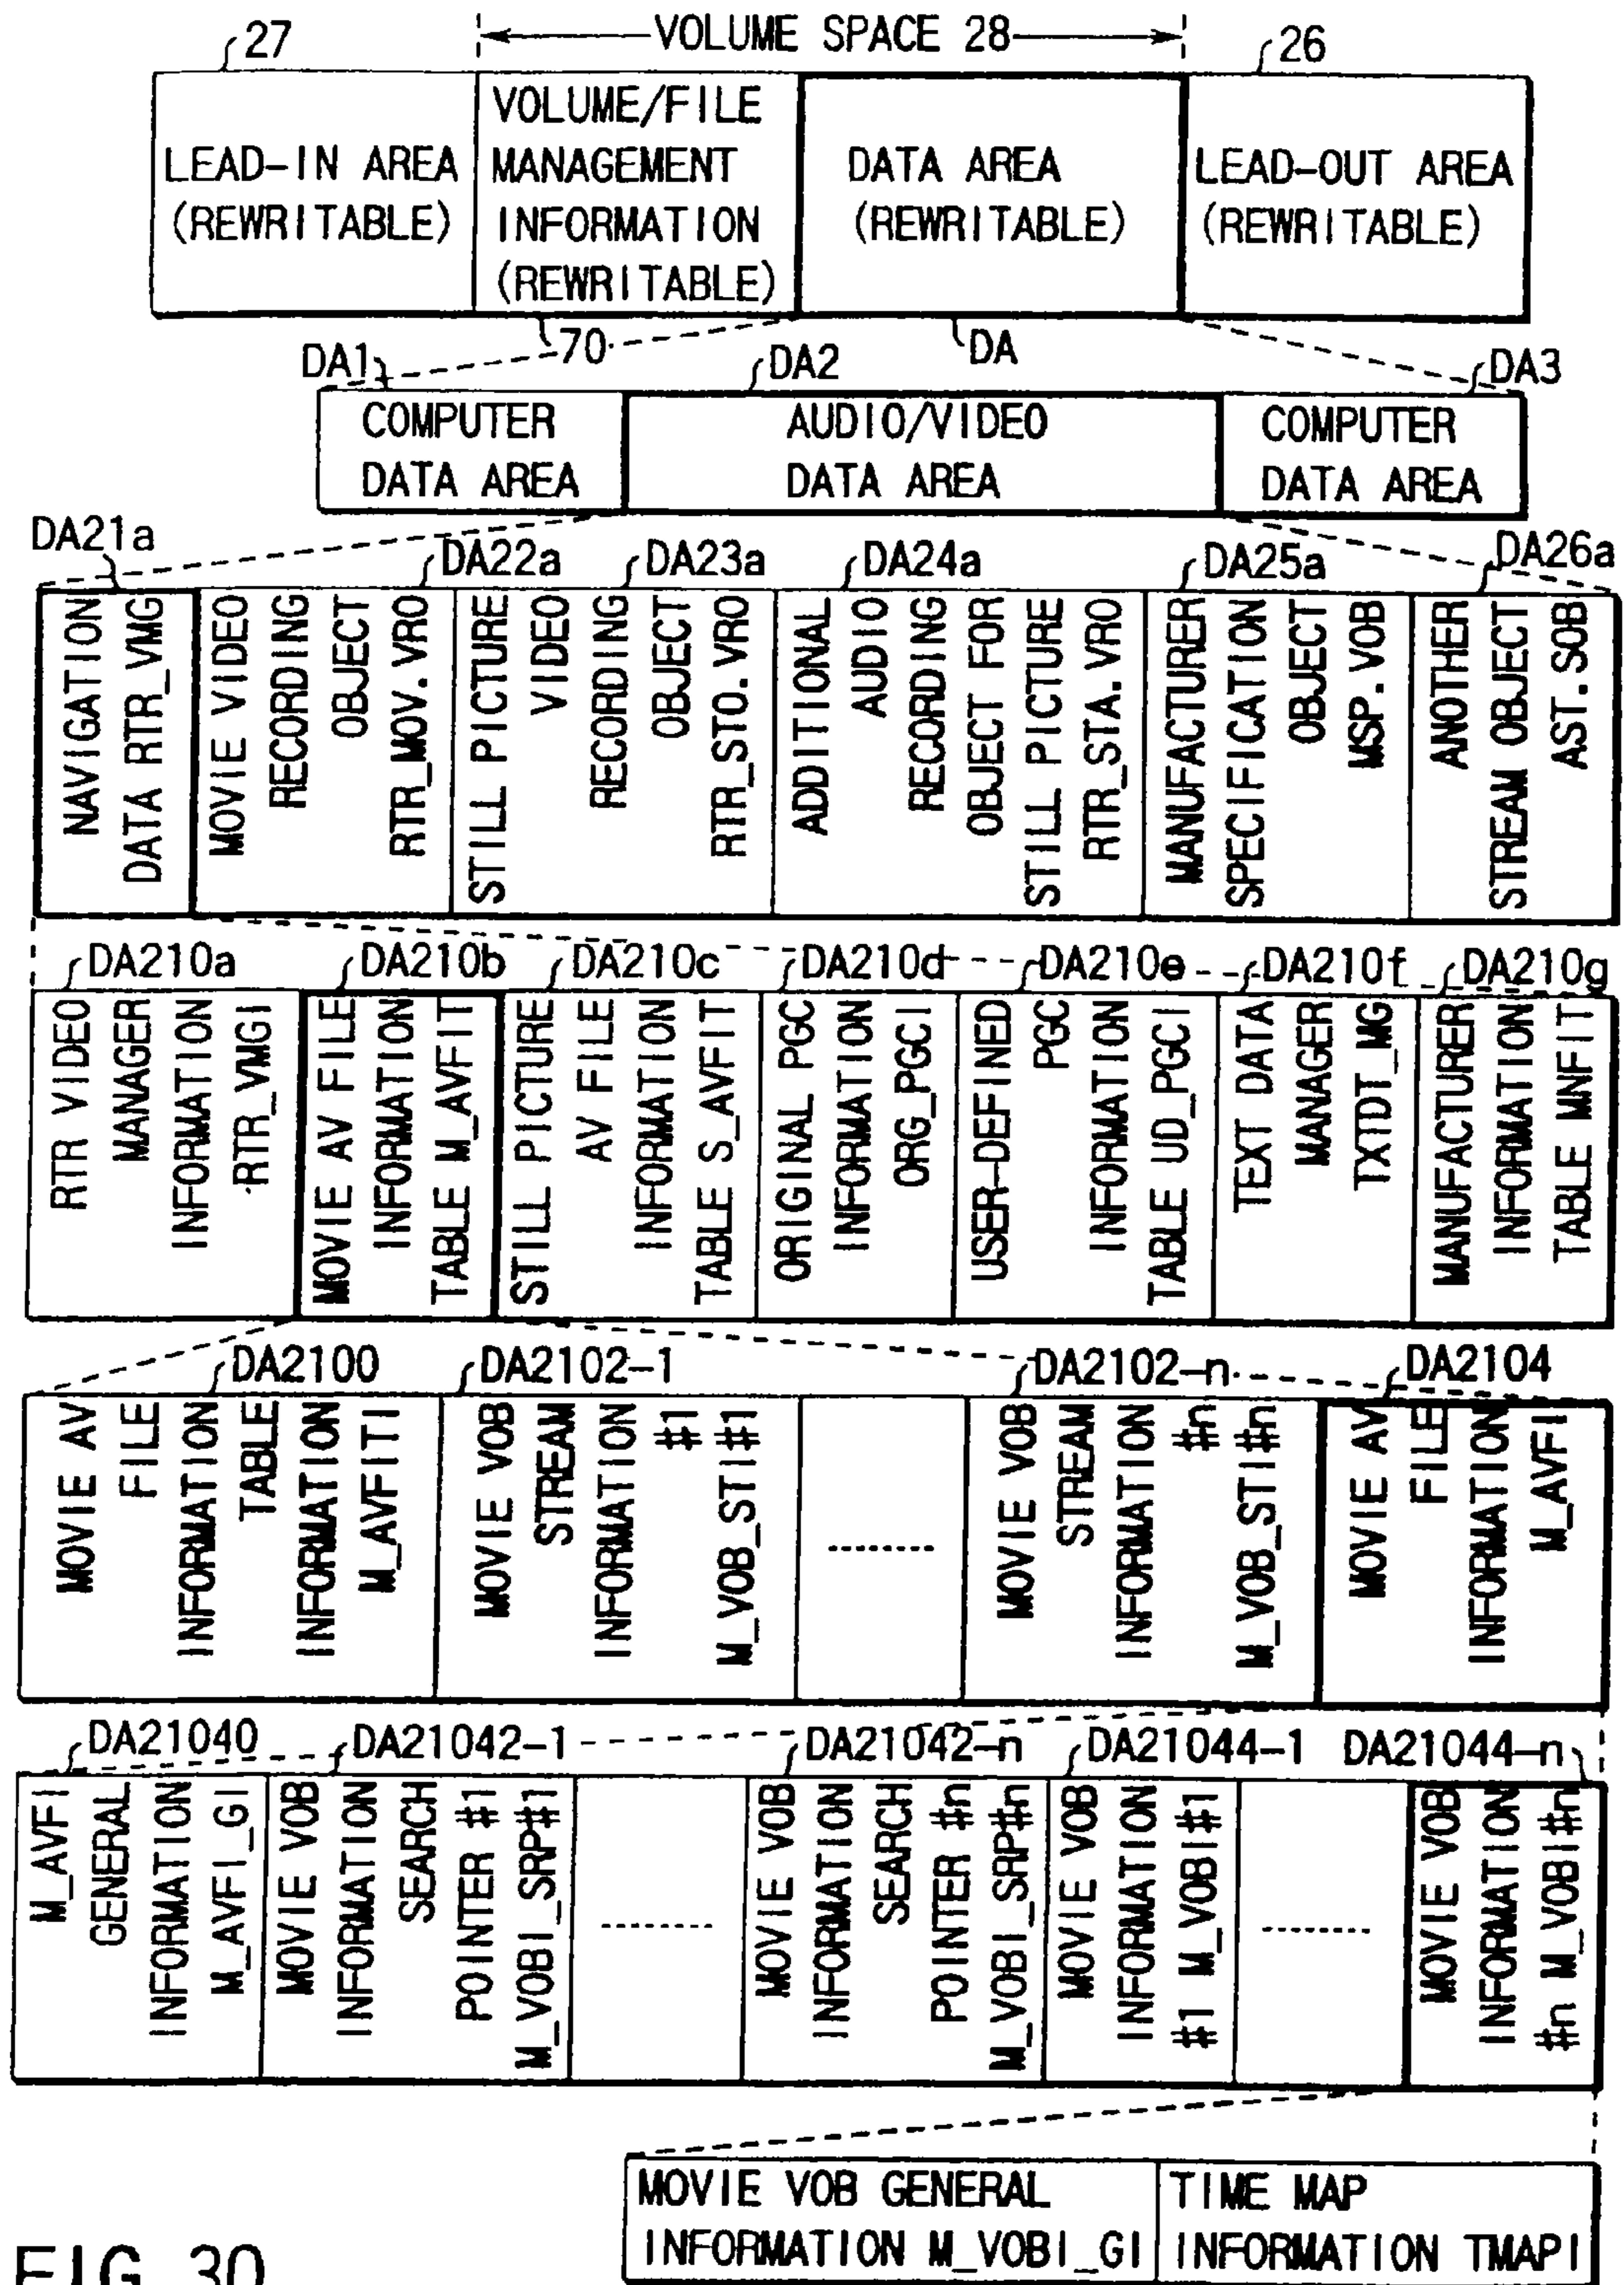 27
VOLUME SPACE 28
26
LEAD-IN AREA
(REWRITABLE)
VOLUME/FILE
MANAGEMENT
INFORMATION
(REWRITABLE)
DATA AREA
(REWRITABLE)
LEAD-OUT AREA
(REWRITABLE)
70
DA
DA1
DA2
DA3
COMPUTER
DATA AREA
AUDIO/VIDEO
DATA AREA
COMPUTER
DATA AREA
DA21a
DA22a
DA23a
DA24a
DA25a
DA26a
NAVIGATION
DATA RTR_VMG
MOVIE VIDEO
RECORDING
OBJECT
RTR_MOV.VRO
STILL PICTURE
VIDEO
RECORDING
OBJECT
RTR_STO.VRO
ADDITIONAL
AUDIO
RECORDING
OBJECT FOR
STILL PICTURE
RTR_STA.VRO
MANUFACTURER
SPECIFICATION
OBJECT
MSP.VOB
ANOTHER
STREAM OBJECT
AST.SOB
DA210a
DA210b
DA210c
DA210d
DA210e
DA210f
DA210g
RTR VIDEO
MANAGER
INFORMATION
RTR_VMGI
MOVIE AV FILE
INFORMATION
TABLE M_AVFIT
STILL PICTURE
AV FILE
INFORMATION
TABLE S_AVFIT
ORIGINAL PGC
INFORMATION
ORG_PGCI
USER-DEFINED
PGC
INFORMATION
TABLE UD_PGCI
TEXT DATA
MANAGER
TXTDT_MG
MANUFACTURER
INFORMATION
TABLE MNFIT
DA2100
DA2102-1
DA2102-n
DA2104
MOVIE AV
FILE
INFORMATION
TABLE
INFORMATION
M_AVFITI
MOVIE VOB
STREAM
INFORMATION
#1
M_VOB_STI#1
MOVIE VOB
STREAM
INFORMATION
#n
M_VOB_STI#n
MOVIE AV
FILE
INFORMATION
M_AVFI
DA21040
DA21042-1
DA21042-n
DA21044-1
DA21044-n
M_AVFI
GENERAL
INFORMATION
M_AVFI_GI
MOVIE VOB
INFORMATION
SEARCH
POINTER #1
M_VOBI_SRP#1
MOVIE VOB
INFORMATION
SEARCH
POINTER #n
M_VOBI_SRP#n
MOVIE VOB
INFORMATION
#1 M_VOBI#1
MOVIE VOB
INFORMATION
#n M_VOBI#n
MOVIE VOB GENERAL
INFORMATION M_VOBI_GI
TIME MAP
INFORMATION TMAPI
FIG. 30